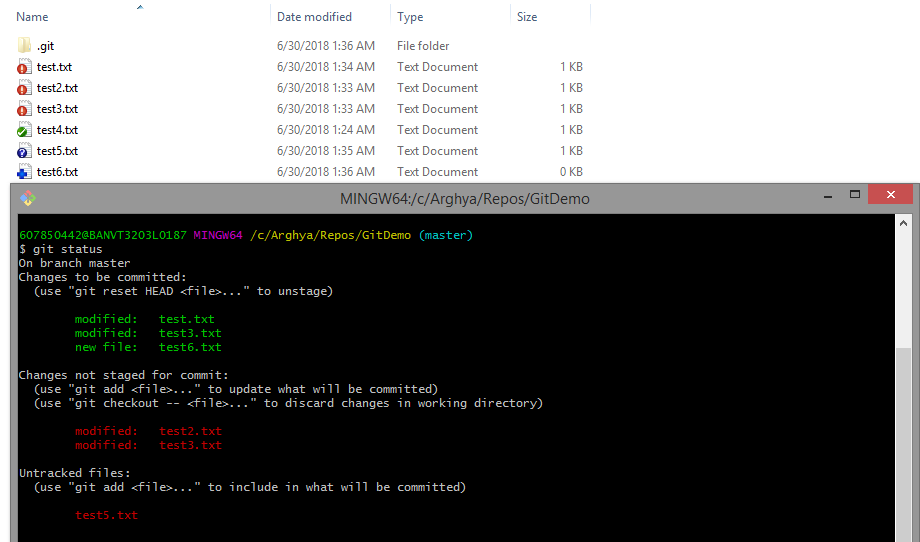 Name Date modified Type Size
.git 6/30/2018 1:36 AM File folder
test.txt 6/30/2018 1:34 AM Text Document 1 KB
test2.txt 6/30/2018 1:33 AM Text Document 1 KB
test3.txt 6/30/2018 1:33 AM Text Document 1 KB
test4.txt 6/30/2018 1:24 AM Text Document 1 KB
test5.txt 6/30/2018 1:35 AM Text Document 1 KB
test6.txt 6/30/2018 1:36 AM Text Document 0 KB
MINGW64:/c/Arghya/Repos/GitDemo
607850442@BANVT3203L0187 MINGW64 /c/Arghya/Repos/GitDemo (master)
$ git status
On branch master
Changes to be committed:
(use "git reset HEAD <file>..." to unstage)
modified: test.txt
modified: test3.txt
new file: test6.txt
Changes not staged for commit:
(use "git add <file>..." to update what will be committed)
(use "git checkout -- <file>..." to discard changes in working directory)
modified: test2.txt
modified: test3.txt
Untracked files:
(use "git add <file>..." to include in what will be committed)
test5.txt